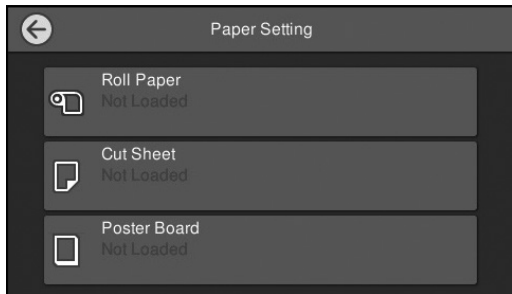 Paper Setting
Roll Paper
Not Loaded
Cut Sheet
Not Loaded
Poster Board
Not Loaded